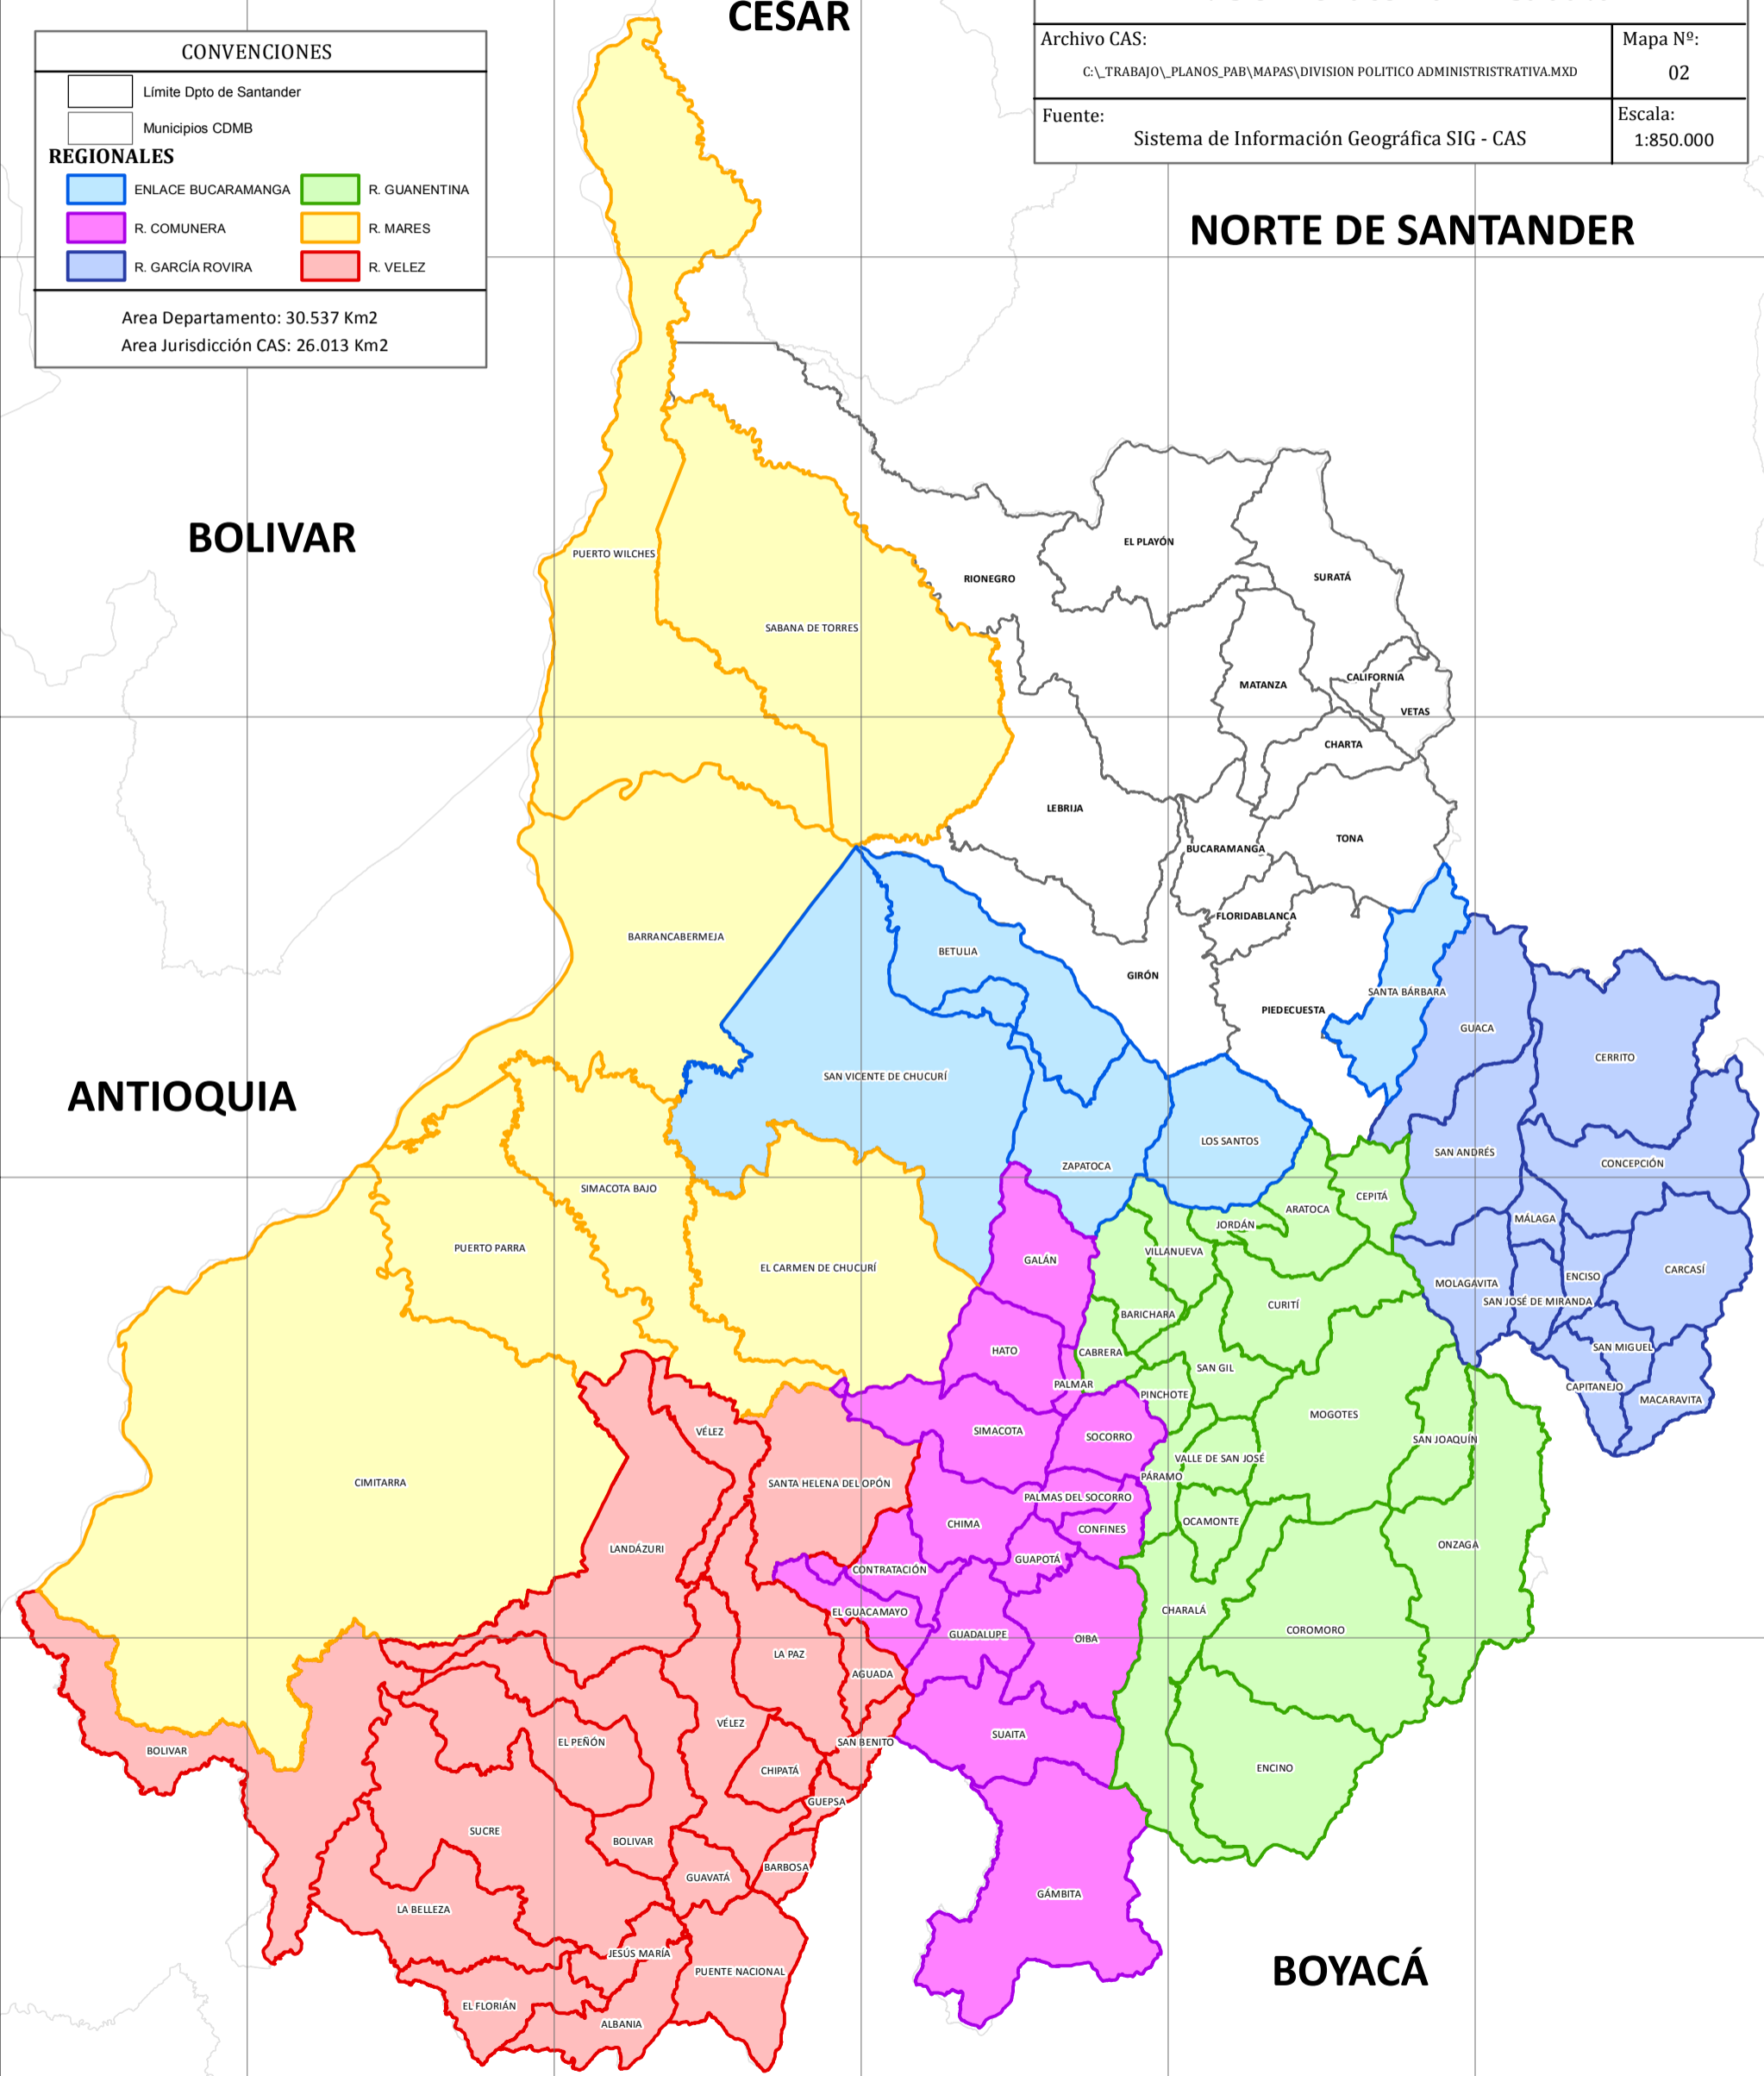 CESAR
CONVENCIONES
Límite Dpto de Santander
Municipios CDMB
REGIONALES
ENLACE BUCARAMANGA
R. GUANENTINA
R. COMUNERA
R. MARES
R. GARCÍA ROVIRA
R. VELEZ
Area Departamento: 30.537 Km2
Area Jurisdicción CAS: 26.013 Km2
Archivo CAS:
C:\_TRABAJO\_PLANOS_PAB\MAPAS\DIVISION POLITICO ADMINISTRISTRATIVA.MXD
Mapa Nº:
02
Fuente:
Sistema de Información Geográfica SIG - CAS
Escala:
1:850.000
NORTE DE SANTANDER
BOLIVAR
PUERTO WILCHES
EL PLAYÓN
RIONEGRO
SURATÁ
SABANA DE TORRES
CALIFORNIA
MATANZA
VETAS
CHARTA
LEBRIJA
TONA
BUCARAMANGA
FLORIDABLANCA
BARRANCABERMEJA
BETULIA
GIRÓN
SANTA BÁRBARA
PIEDECUESTA
GUACA
CERRITO
ANTIOQUIA
SAN VICENTE DE CHUCURÍ
LOS SANTOS
SAN ANDRÉS
ZAPATOCA
CONCEPCIÓN
SIMACOTA BAJO
CEPITÁ
ARATOCA
MÁLAGA
JORDÁN
PUERTO PARRA
VILLANUEVA
GALÁN
EL CARMEN DE CHUCURÍ
CARCASÍ
ENCISO
MOLAGAVITA
SAN JOSÉ DE MIRANDA
CURITÍ
BARICHARA
HATO
CABRERA
SAN MIGUEL
SAN GIL
PALMAR
PINCHOTE
CAPITANEJO
MACARAVITA
MOGOTES
VÉLEZ
SIMACOTA
SOCORRO
SAN JOAQUÍN
VALLE DE SAN JOSÉ
PÁRAMO
CIMITARRA
SANTA HELENA DEL OPÓN
PALMAS DEL SOCORRO
CHIMA
CONFINES
OCAMONTE
ONZAGA
LANDÁZURI
GUAPOTÁ
CONTRATACIÓN
EL GUACAMAYO
CHARALÁ
COROMORO
GUADALUPE
OIBA
LA PAZ
AGUADA
VÉLEZ
SUAITA
EL PEÑÓN
SAN BENITO
BOLIVAR
ENCINO
CHIPATÁ
GUEPSA
SUCRE
BOLIVAR
BARBOSA
GUAVATÁ
GÁMBITA
LA BELLEZA
JESÚS MARÍA
PUENTE NACIONAL
BOYACÁ
EL FLORIÁN
ALBANIA